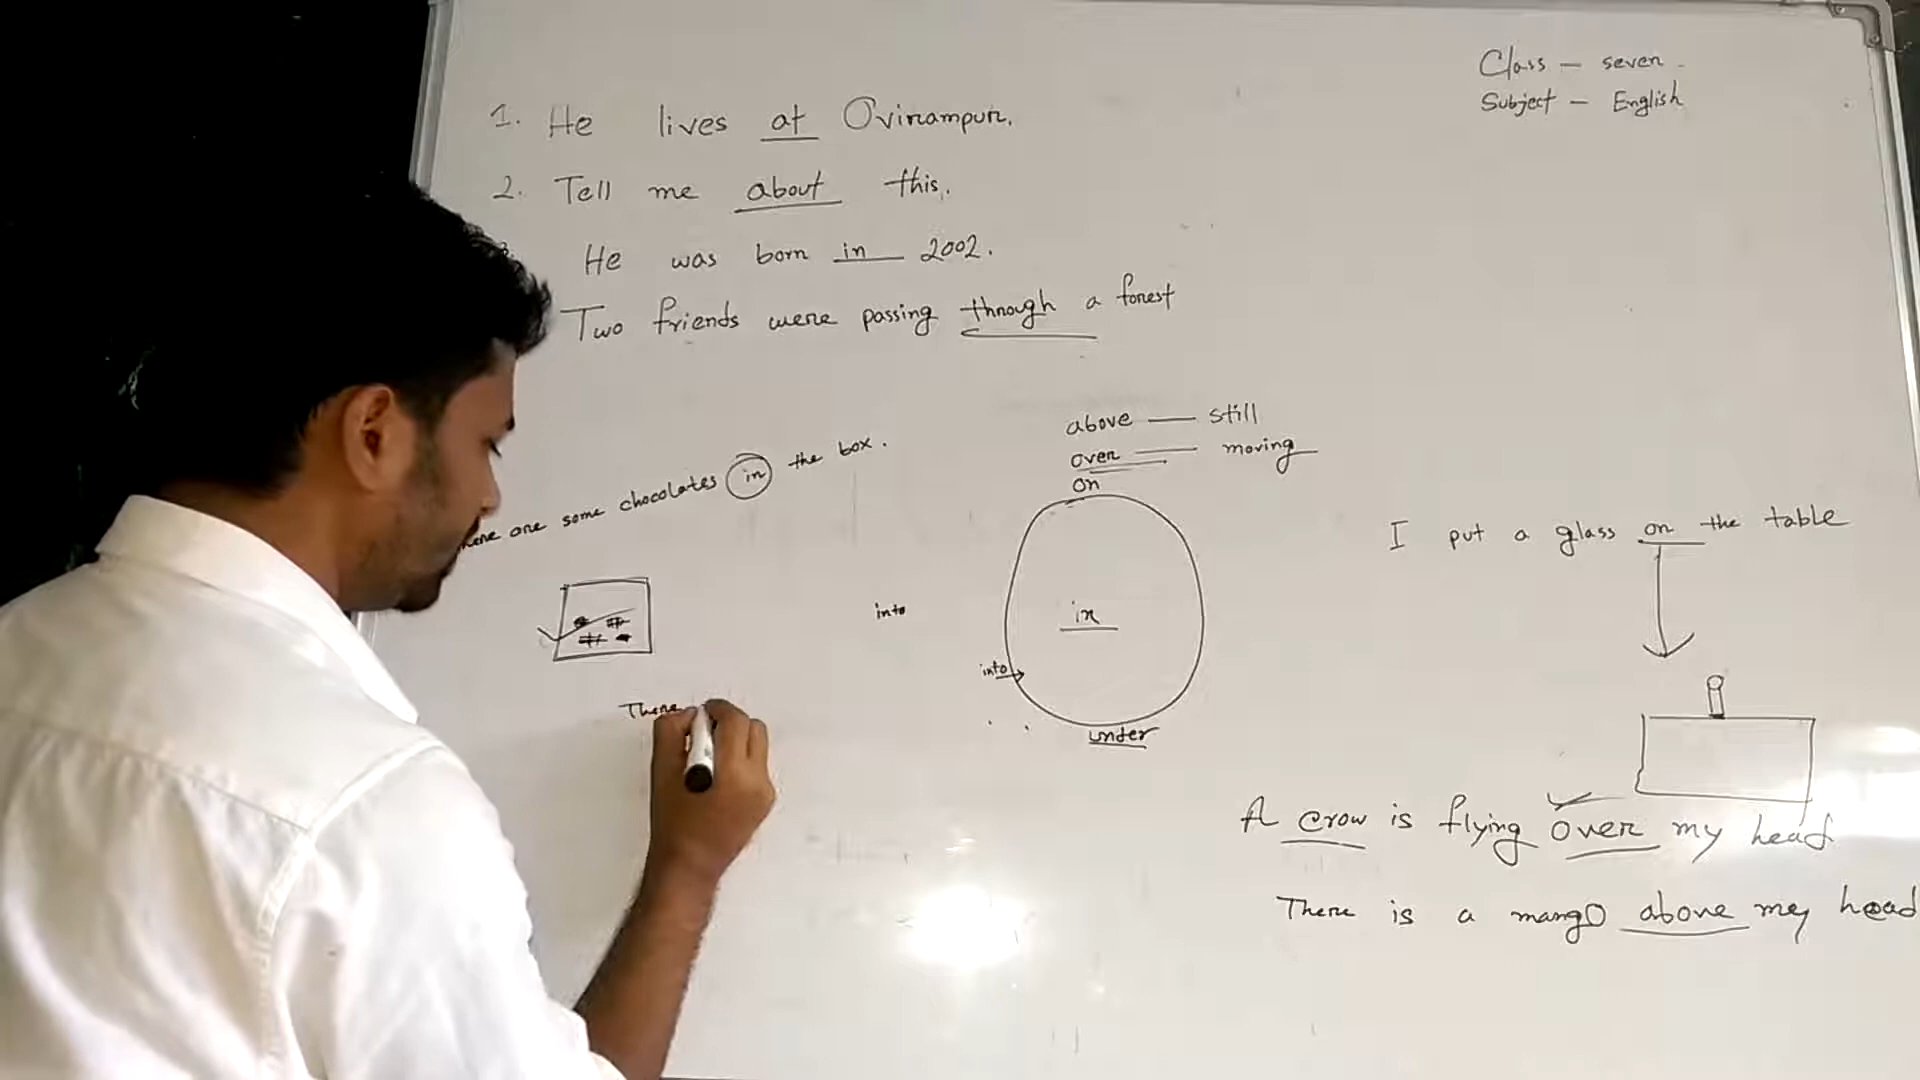 Class – seven
Subject – English
1. He lives at Ovirampur.
2. Tell me about this.
He was born in 2002.
Two friends were passing through a forest
above — still
over — moving
on
are some chocolates in the box.
I put a glass on the table
into
in
into
There
under
A crow is flying over my head
There is a mango above my head